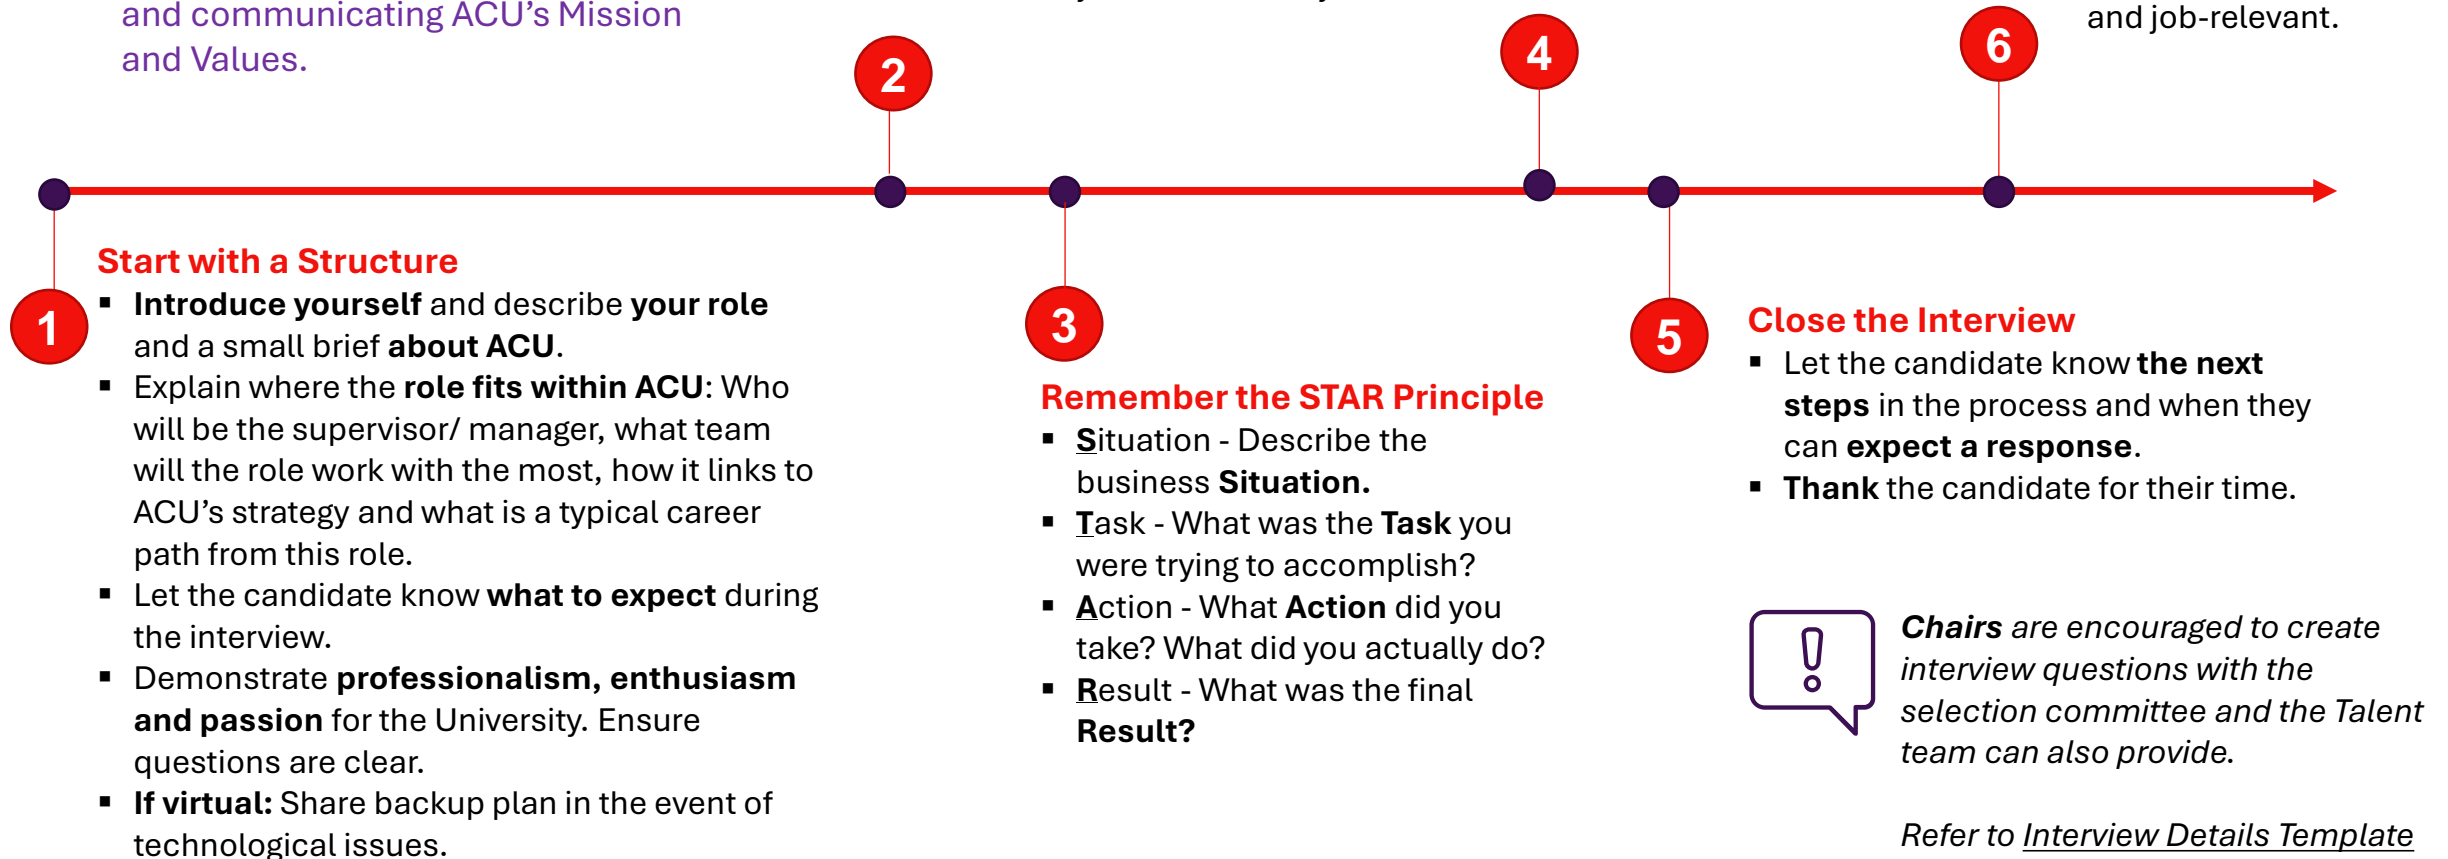 and communicating ACU's Mission
and Values.
and job-relevant.
2
4
6
1
Start with a Structure
▪ Introduce yourself and describe your role
and a small brief about ACU.
▪ Explain where the role fits within ACU: Who
will be the supervisor/ manager, what team
will the role work with the most, how it links to
ACU's strategy and what is a typical career
path from this role.
▪ Let the candidate know what to expect during
the interview.
▪ Demonstrate professionalism, enthusiasm
and passion for the University. Ensure
questions are clear.
▪ If virtual: Share backup plan in the event of
technological issues.
3
Remember the STAR Principle
▪ Situation - Describe the
business Situation.
▪ Task - What was the Task you
were trying to accomplish?
▪ Action - What Action did you
take? What did you actually do?
▪ Result - What was the final
Result?
5
Close the Interview
▪ Let the candidate know the next
steps in the process and when they
can expect a response.
▪ Thank the candidate for their time.
Chairs are encouraged to create
interview questions with the
selection committee and the Talent
team can also provide.
Refer to Interview Details Template